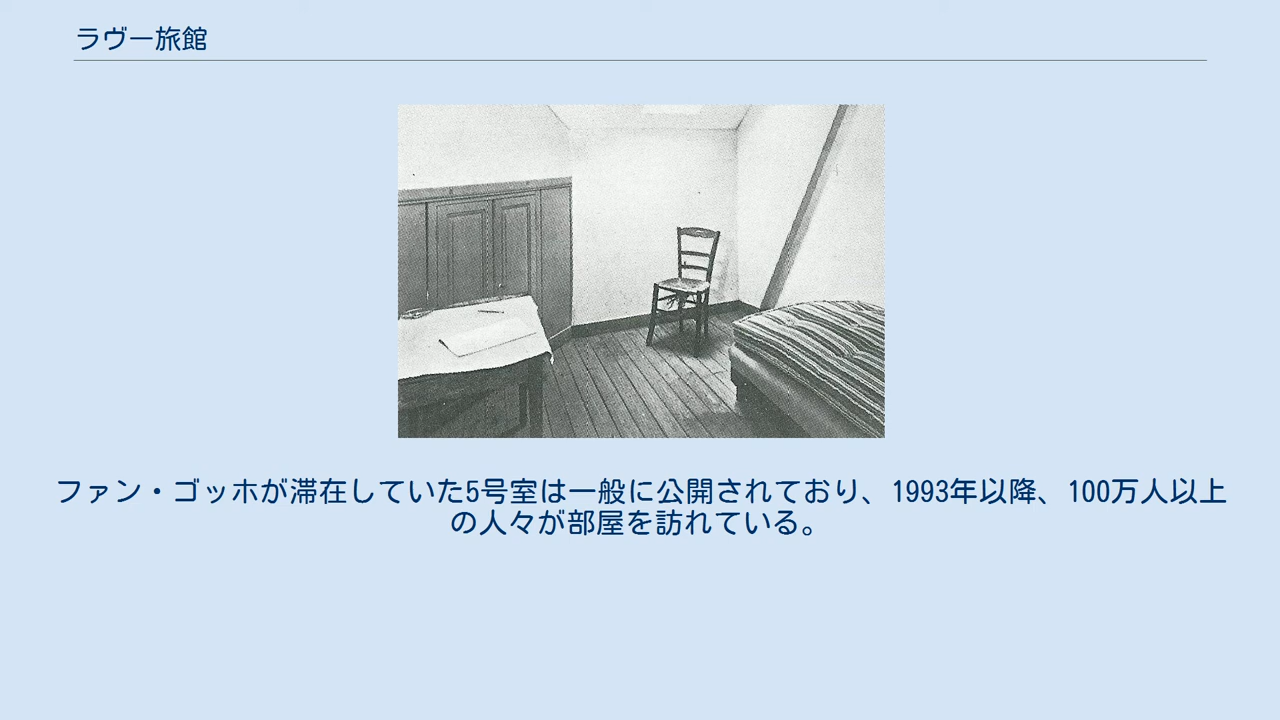 ラヴー旅館
ファン・ゴッホが滞在していた5号室は一般に公開されており、1993年以降、100万人以上
の人々が部屋を訪れている。